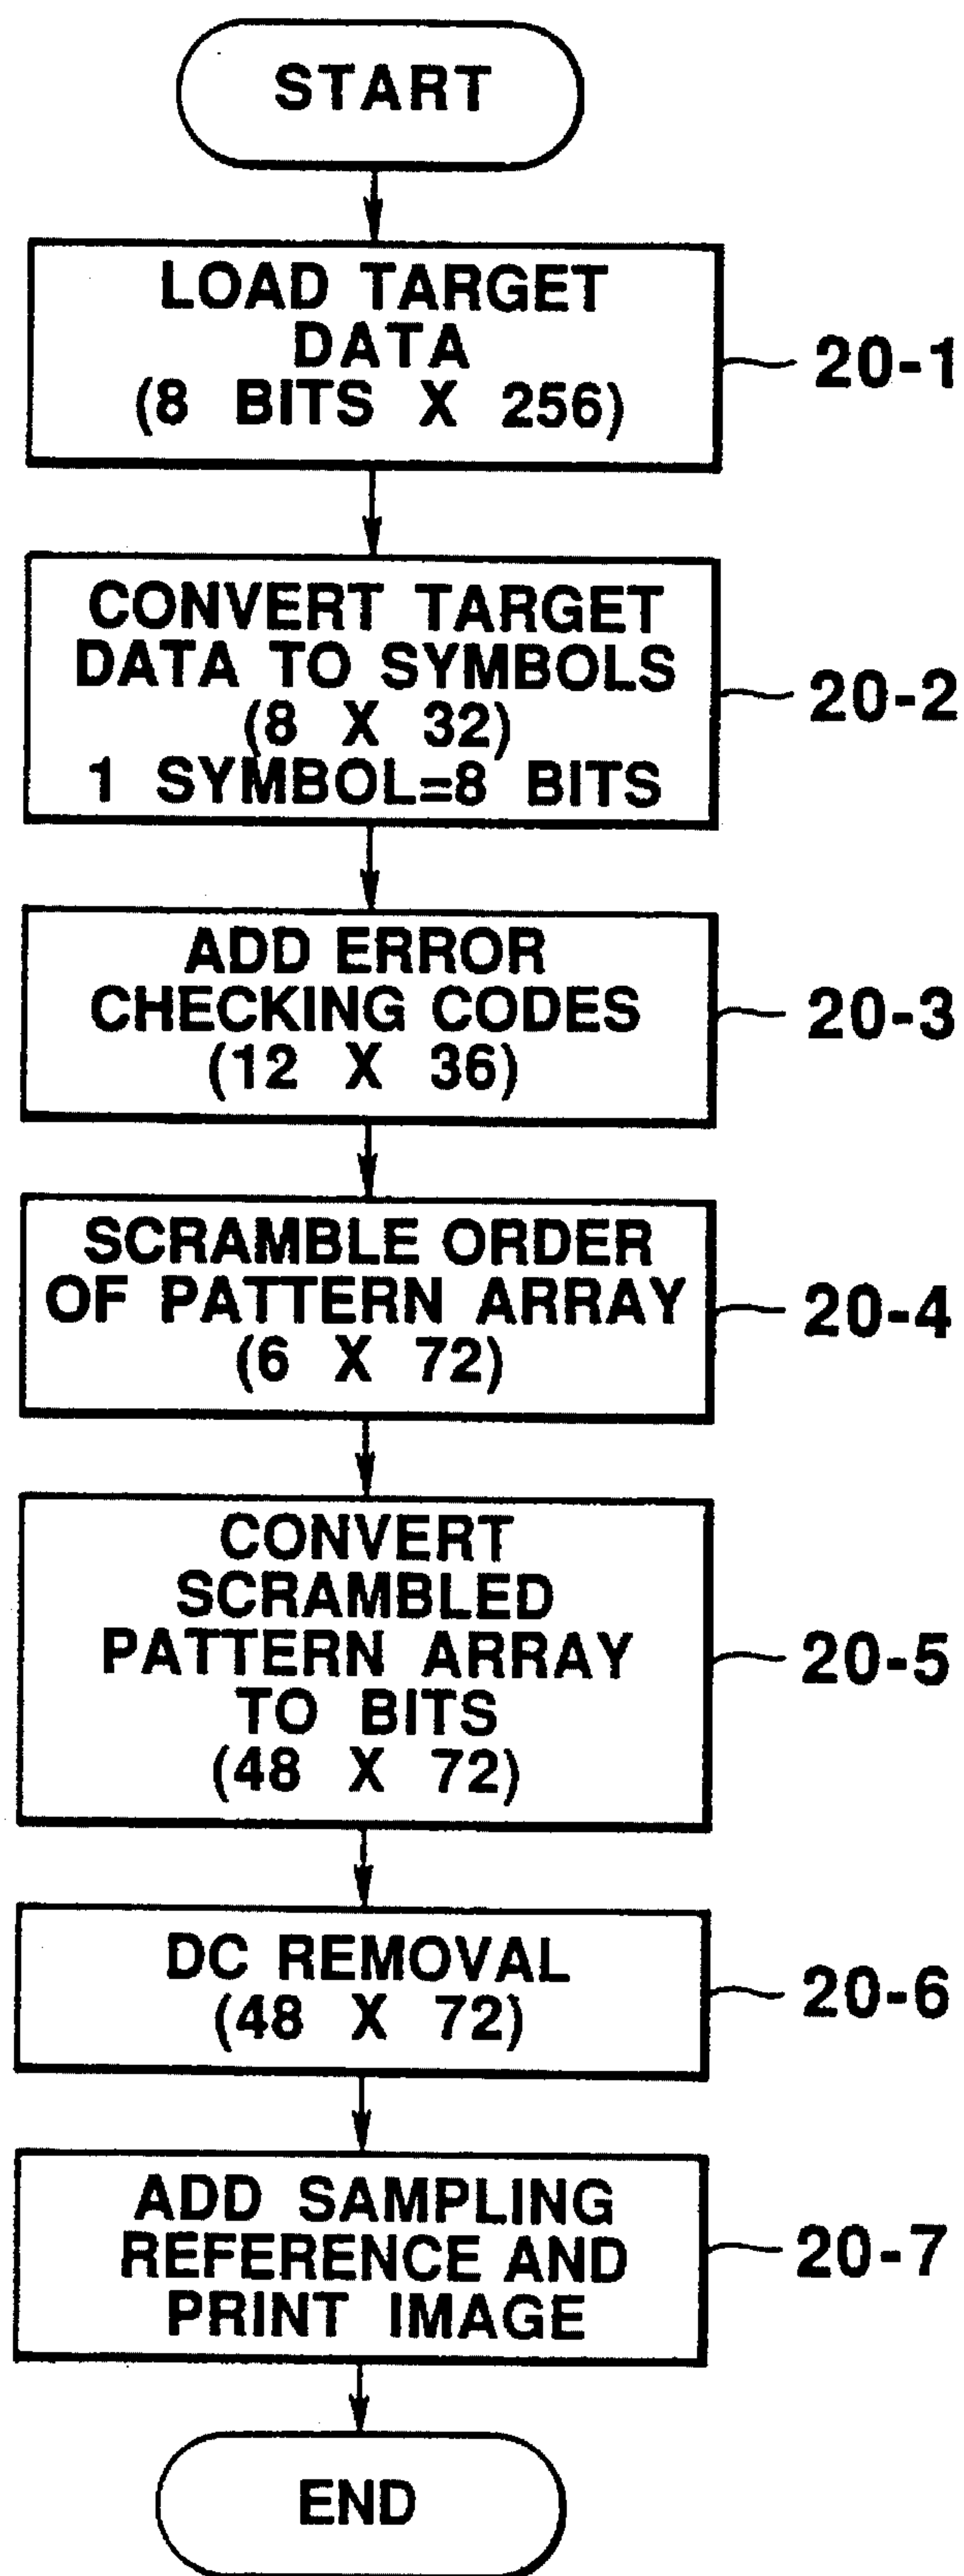 START
LOAD TARGET
DATA
(8 BITS X 256)
20-1
CONVERT TARGET
DATA TO SYMBOLS
(8 X 32)
1 SYMBOL=8 BITS
20-2
ADD ERROR
CHECKING CODES
(12 X 36)
20-3
SCRAMBLE ORDER
OF PATTERN ARRAY
(6 X 72)
20-4
CONVERT
SCRAMBLED
PATTERN ARRAY
TO BITS
(48 X 72)
20-5
DC REMOVAL
(48 X 72)
20-6
ADD SAMPLING
REFERENCE AND
PRINT IMAGE
20-7
END